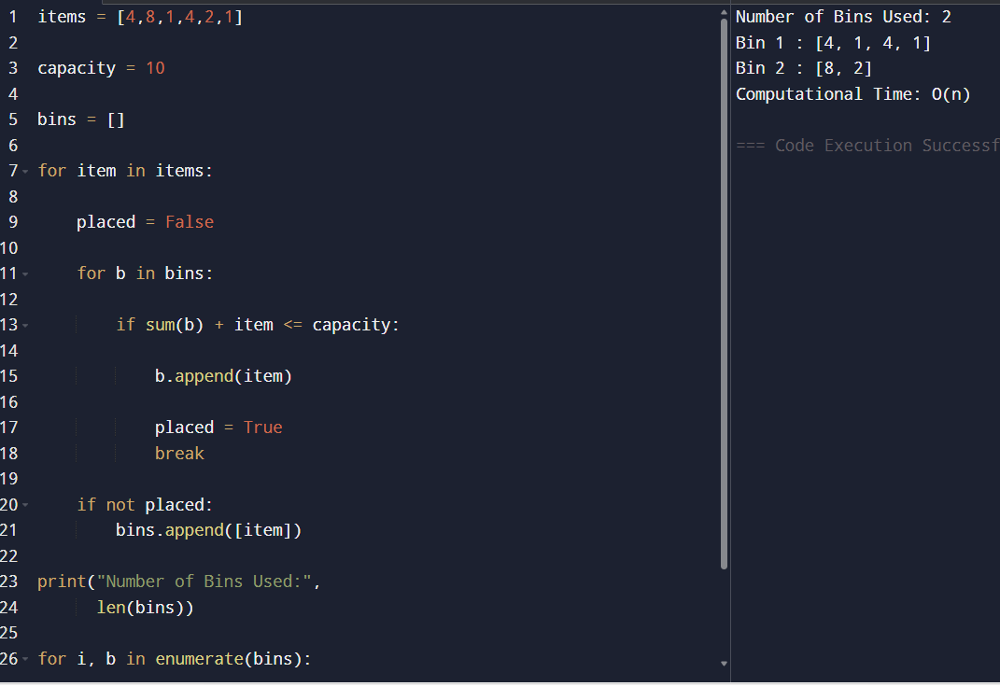 1 items = [4,8,1,4,2,1]
2
3 capacity = 10
4
5 bins = []
6
7 for item in items:
8
9     placed = False
10
11     for b in bins:
12
13         if sum(b) + item <= capacity:
14
15             b.append(item)
16
17             placed = True
18             break
19
20     if not placed:
21         bins.append([item])
22
23 print("Number of Bins Used:",
24       len(bins))
25
26 for i, b in enumerate(bins):
Number of Bins Used: 2
Bin 1 : [4, 1, 4, 1]
Bin 2 : [8, 2]
Computational Time: O(n)
=== Code Execution Successf